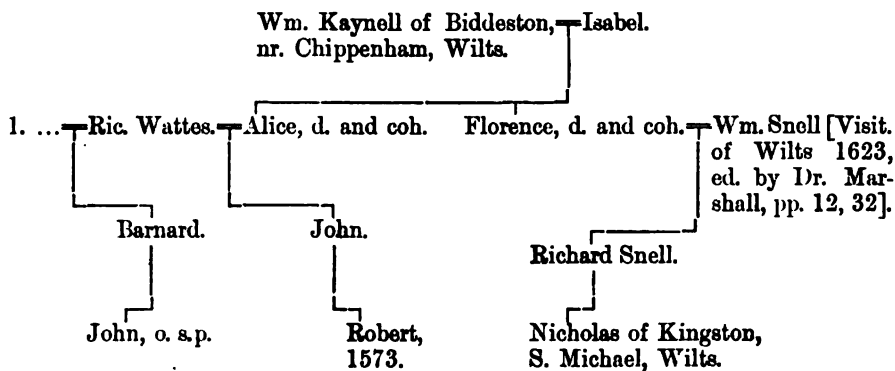 Wm. Kaynell of Biddeston, Isabel.
nr. Chippenham, Wilts.
1. ... Ric. Wattes. Alice, d. and coh. Florence, d. and coh. Wm. Snell [Visit.
of Wilts 1623,
ed. by Dr. Mar-
shall, pp. 12, 32].
Barnard. John.
Richard Snell.
John, o. s.p. Robert, Nicholas of Kingston,
1573. S. Michael, Wilts.